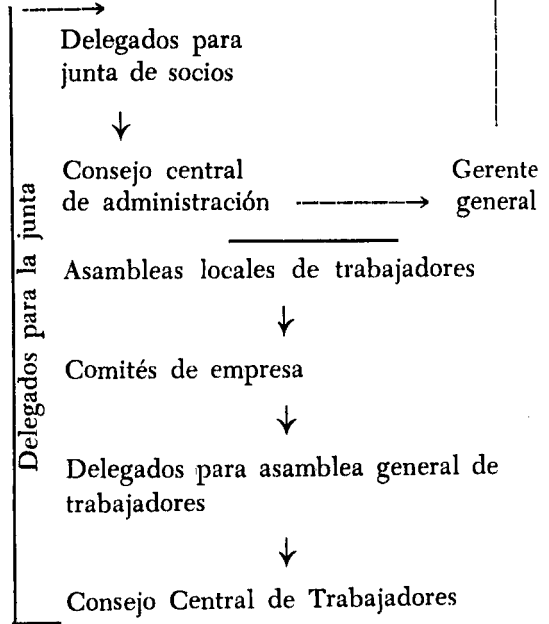 Delegados para
junta de socios
Consejo central
de administración
Gerente
general
Asambleas locales de trabajadores
Comités de empresa
Delegados para asamblea general de
trabajadores
Consejo Central de Trabajadores
Delegados para la junta